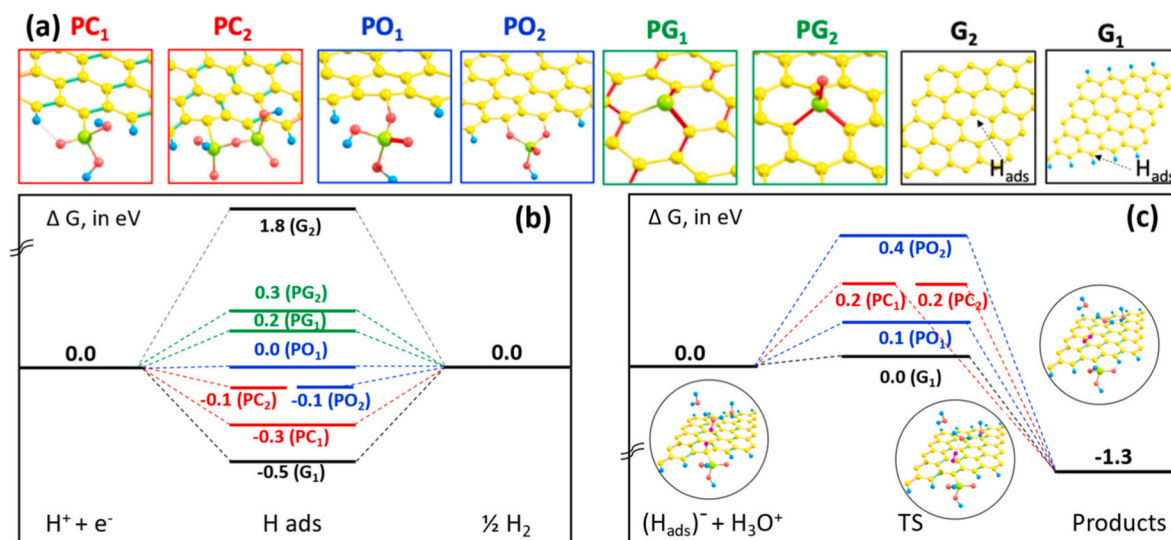 (a)
PC₁ PC₂ PO₁ PO₂ PG₁ PG₂ G₂ G₁
H_ads H_ads
(b)
Δ G, in eV
1.8 (G₂)
0.3 (PG₂)
0.2 (PG₁)
0.0 0.0 (PO₁) 0.0
-0.1 (PC₂) -0.1 (PO₂)
-0.3 (PC₁)
-0.5 (G₁)
H⁺ + e⁻ H ads ½ H₂
(c)
Δ G, in eV
0.4 (PO₂)
0.2 (PC₁) 0.2 (PC₂)
0.1 (PO₁)
0.0 0.0 (G₁)
-1.3
(H_ads)⁻ + H₃O⁺ TS Products